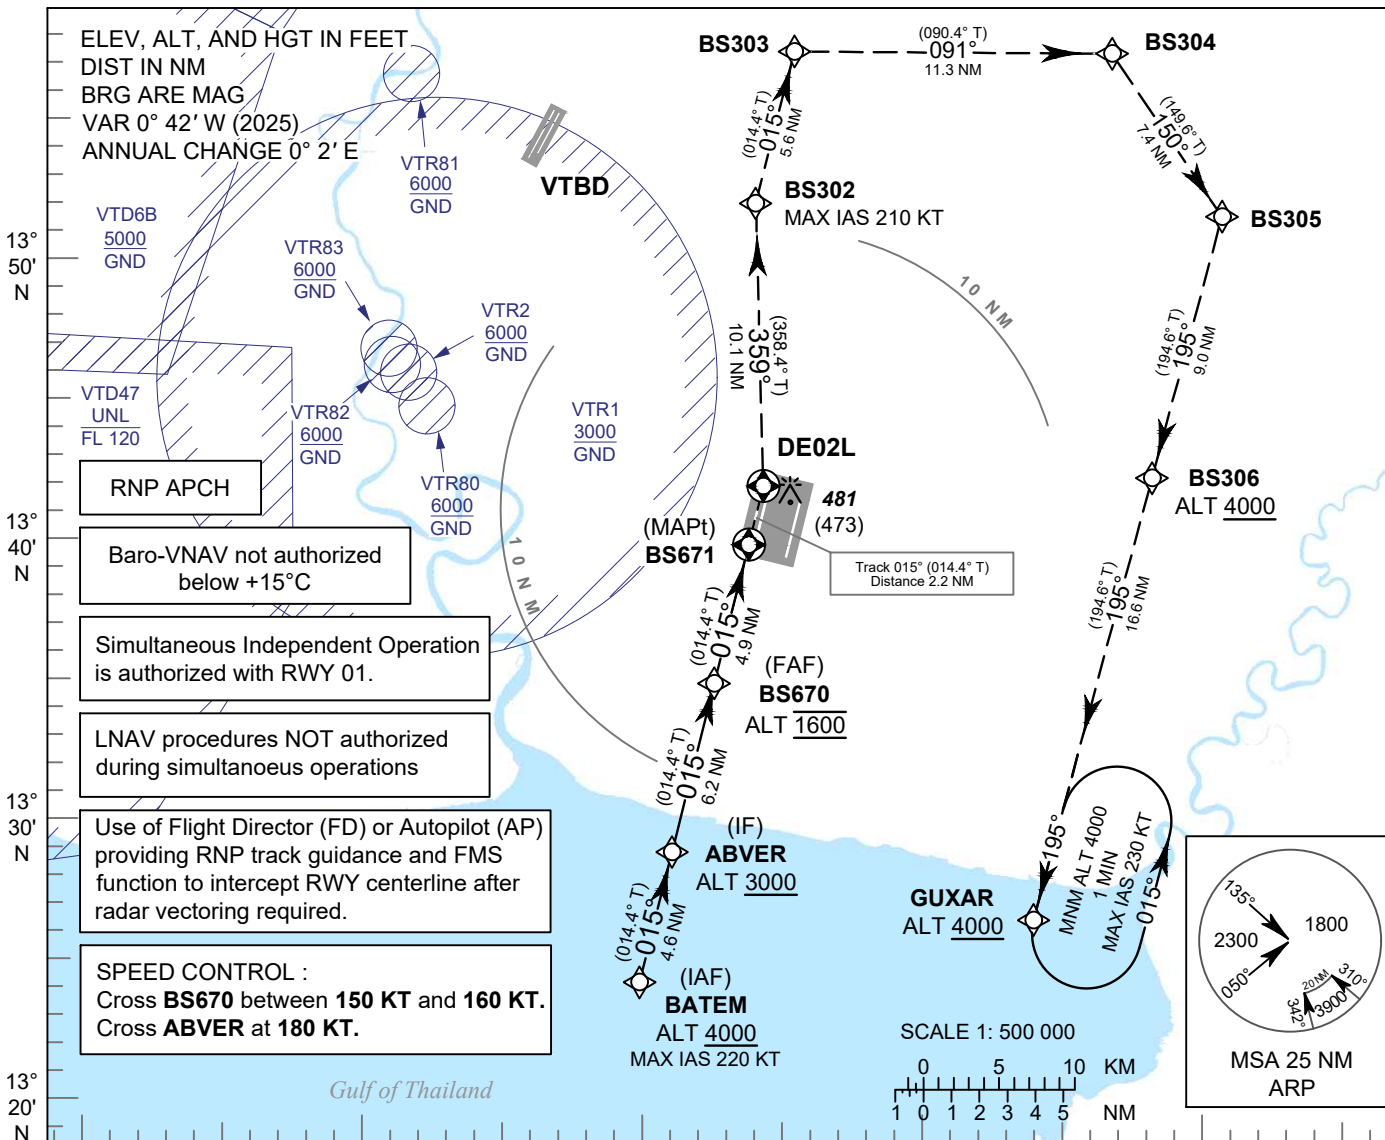 ELEV, ALT, AND HGT IN FEET
DIST IN NM
BRG ARE MAG
VAR 0° 42′ W (2025)
ANNUAL CHANGE 0° 2′ E
VTBD
VTR81
6000
GND
VTD6B
5000
GND
VTR83
6000
GND
VTR2
6000
GND
VTD47
UNL
FL 120
VTR82
6000
GND
VTR1
3000
GND
VTR80
6000
GND
13°
50'
N
13°
40'
N
13°
30'
N
13°
20'
N
RNP APCH
Baro-VNAV not authorized
below +15°C
Simultaneous Independent Operation
is authorized with RWY 01.
LNAV procedures NOT authorized
during simultanoeus operations
Use of Flight Director (FD) or Autopilot (AP)
providing RNP track guidance and FMS
function to intercept RWY centerline after
radar vectoring required.
SPEED CONTROL :
Cross BS670 between 150 KT and 160 KT.
Cross ABVER at 180 KT.
Gulf of Thailand
BS303
(090.4° T)
091°
11.3 NM
BS304
(014.4° T)
015°
5.6 NM
(149.6° T)
150°
7.4 NM
BS302
MAX IAS 210 KT
BS305
10 NM
(358.4° T)
359°
10.1 NM
(194.6° T)
195°
9.0 NM
DE02L
481
(473)
BS306
ALT 4000
(MAPt)
BS671
Track 015° (014.4° T)
Distance 2.2 NM
10 NM
(014.4° T)
015°
4.9 NM
(194.6° T)
195°
16.6 NM
(FAF)
BS670
ALT 1600
(014.4° T)
015°
6.2 NM
(IF)
ABVER
ALT 3000
195°
MNM ALT 4000
1 MIN
MAX IAS 230 KT
015°
GUXAR
ALT 4000
(014.4° T)
015°
4.6 NM
(IAF)
BATEM
ALT 4000
MAX IAS 220 KT
SCALE 1: 500 000
0 5 10 KM
1 0 1 2 3 4 5 NM
135°
1800
2300
050°
20 NM
310°
342°
3900
MSA 25 NM
ARP